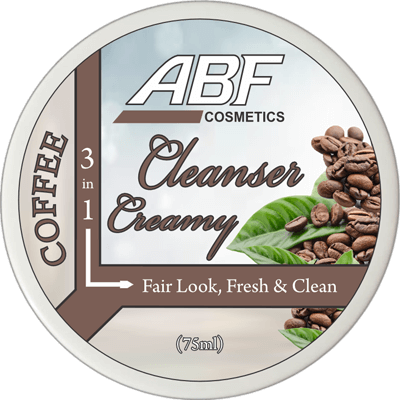 ABF
COSMETICS
COFFEE
3
in
1
Cleanser
Creamy
Fair Look, Fresh & Clean
(75ml)